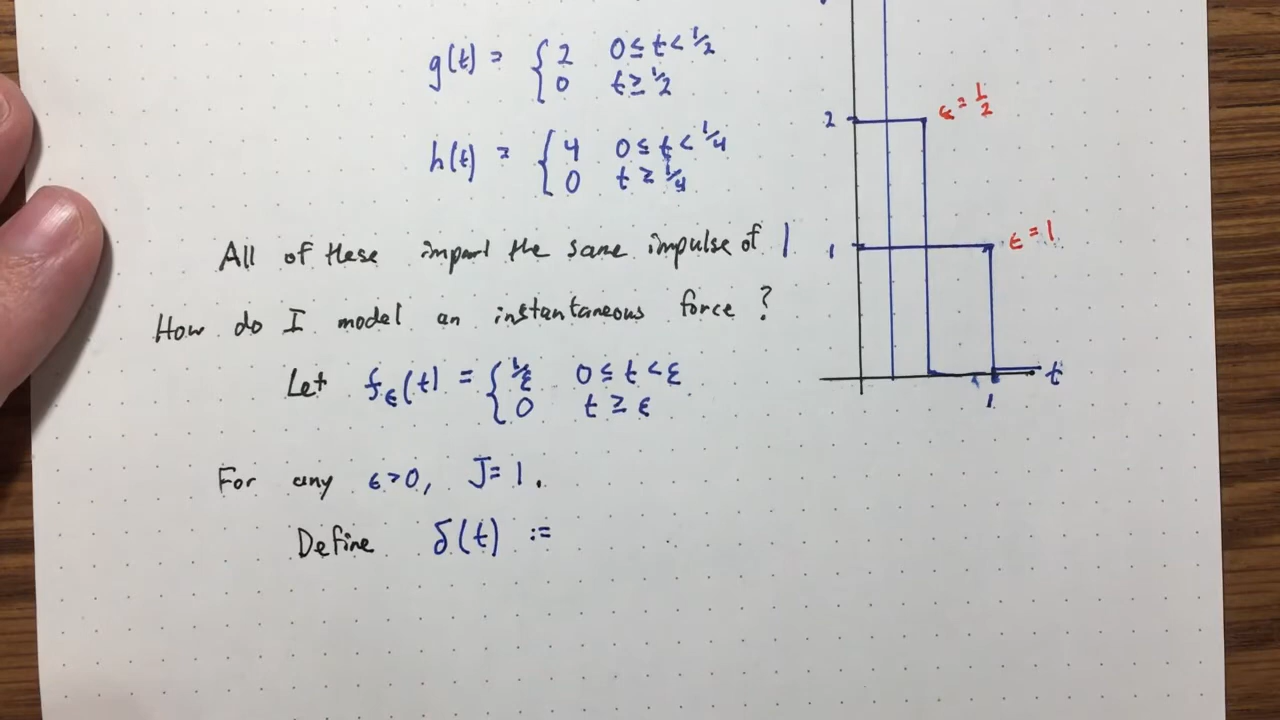 g(t) = { 2 0 ≤ t < 1/2
0 t ≥ 1/2
h(t) = { 4 0 ≤ t < 1/4
0 t ≥ 1/4
All of these impart the same impulse of 1
How do I model an instantaneous force?
Let fε(t) = { 1/ε 0 ≤ t < ε
0 t ≥ ε
For any ε>0, J=1.
Define δ(t) :=
2
ε = 1/2
1
ε = 1
t
1